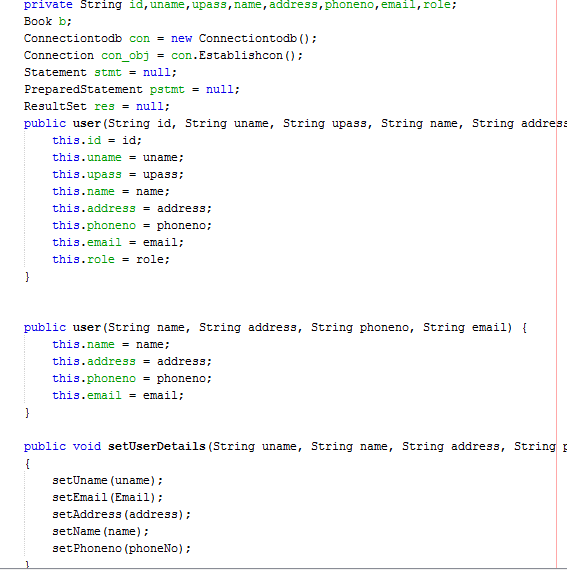 private String id,uname,upass,name,address,phoneno,email,role;
Book b;
Connectiontodb con = new Connectiontodb();
Connection con_obj = con.Establishcon();
Statement stmt = null;
PreparedStatement pstmt = null;
ResultSet res = null;
public user(String id, String uname, String upass, String name, String address
this.id = id;
this.uname = uname;
this.upass = upass;
this.name = name;
this.address = address;
this.phoneno = phoneno;
this.email = email;
this.role = role;
}
public user(String name, String address, String phoneno, String email) {
this.name = name;
this.address = address;
this.phoneno = phoneno;
this.email = email;
}
public void setUserDetails(String uname, String name, String address, String p
{
setUname(uname);
setEmail(Email);
setAddress(address);
setName(name);
setPhoneno(phoneNo);
}